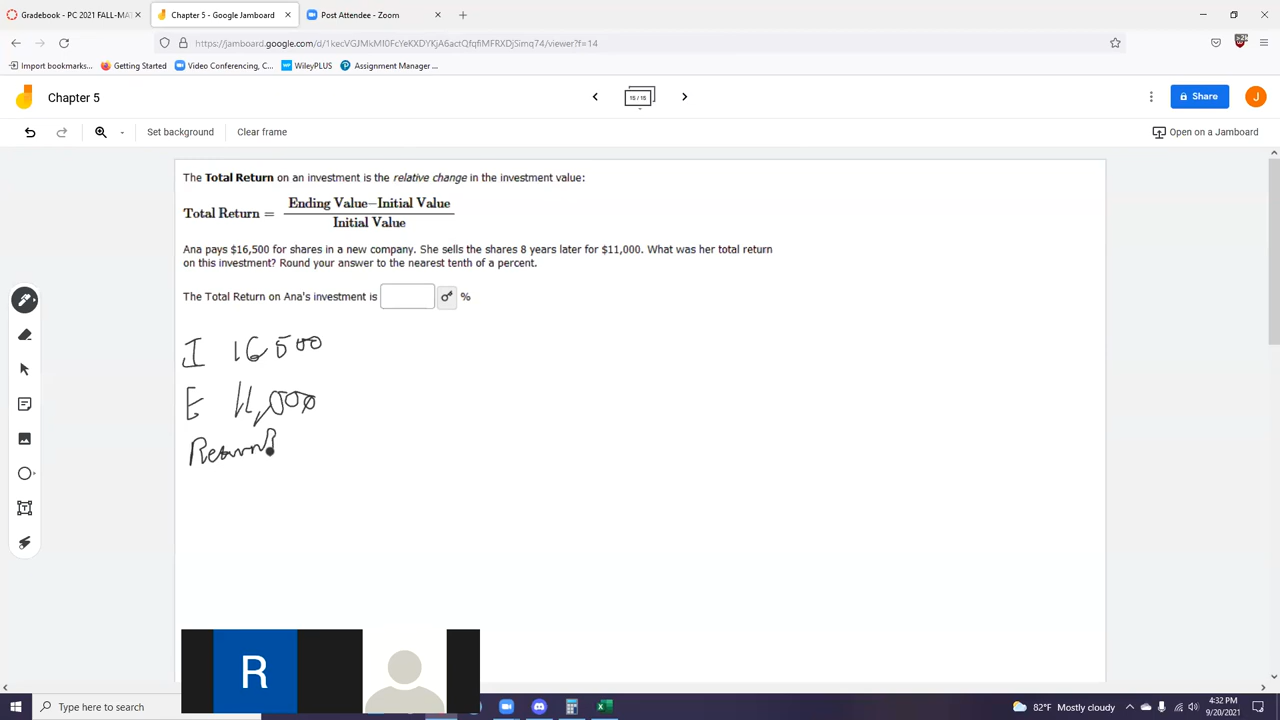 Gradebook - PC 2021 FALL-MAT
Chapter 5 - Google Jamboard
Post Attendee - Zoom
https://jamboard.google.com/d/1kecVGJMkMI0FcYeKXDYKjA6actQfqfiMFRXDjSimq74/viewer?f=14
Import bookmarks...
Getting Started
Video Conferencing, C...
WileyPLUS
Assignment Manager ...
Chapter 5
15 / 15
Share
J
Set background
Clear frame
Open on a Jamboard
The Total Return on an investment is the relative change in the investment value:
Total Return = Ending Value−Initial Value
Initial Value
Ana pays $16,500 for shares in a new company. She sells the shares 8 years later for $11,000. What was her total return
on this investment? Round your answer to the nearest tenth of a percent.
The Total Return on Ana's investment is %
I 16500
E 11,000
Return?
R
Type here to search
82°F Mostly cloudy
4:32 PM
9/20/2021